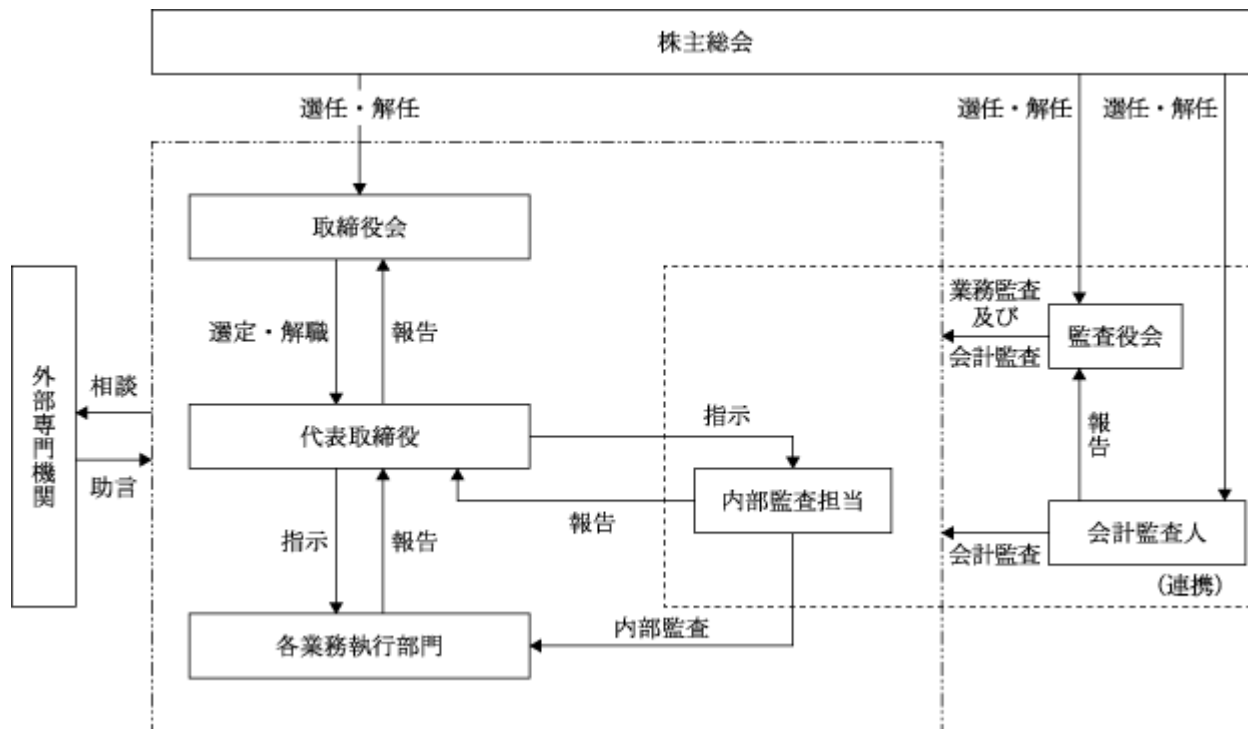 株主総会
選任・解任
選任・解任
選任・解任
取締役会
選定・解職
報告
外部専門機関
相談
助言
代表取締役
指示
業務監査
及び
会計監査
監査役会
報告
内部監査担当
報告
会計監査
会計監査人
(連携)
指示
報告
内部監査
各業務執行部門